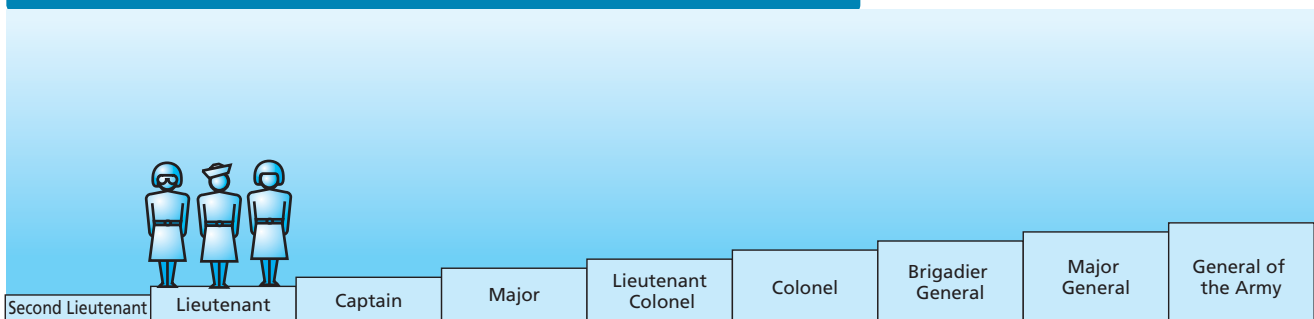 Second Lieutenant
Lieutenant
Captain
Major
Lieutenant
Colonel
Colonel
Brigadier
General
Major
General
General of
the Army